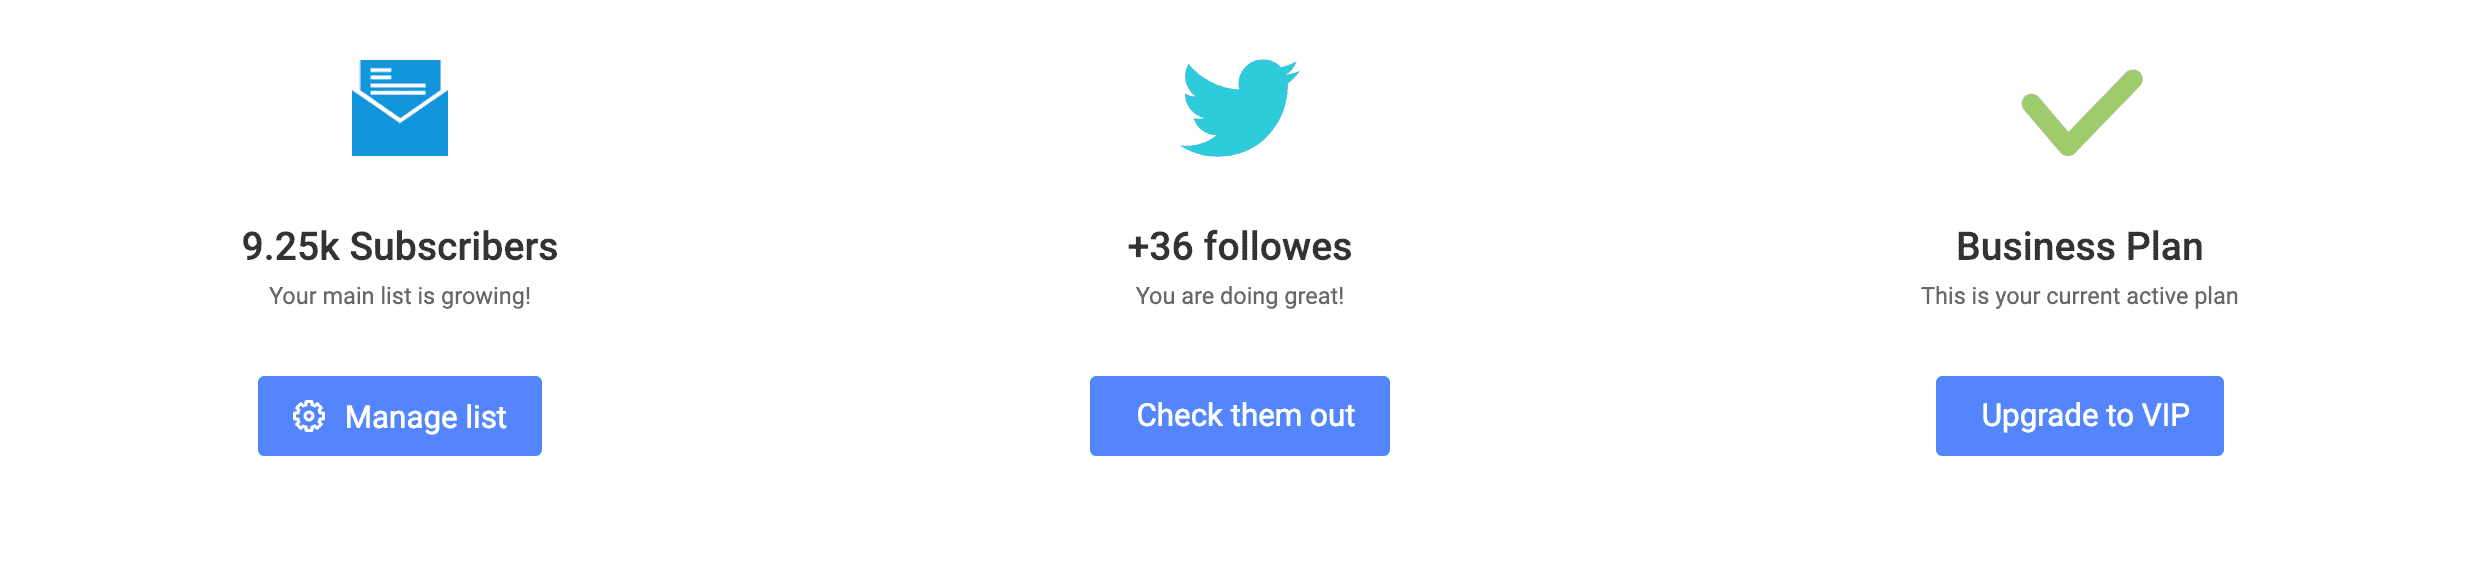 9.25k Subscribers
Your main list is growing!
Manage list
+36 followes
You are doing great!
Check them out
Business Plan
This is your current active plan
Upgrade to VIP